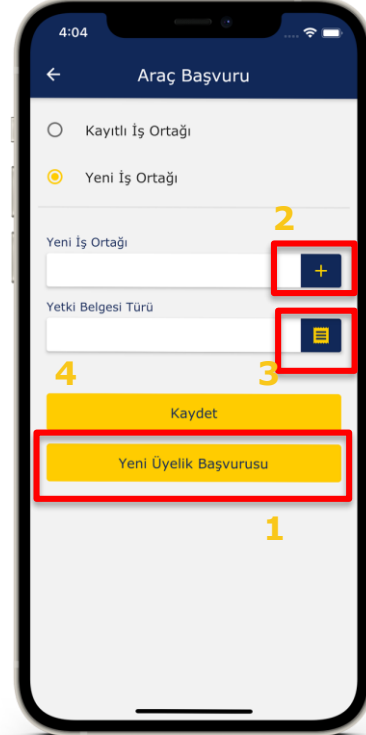 4:04
Araç Başvuru
Kayıtlı İş Ortağı
Yeni İş Ortağı
2
Yeni İş Ortağı
+
Yetki Belgesi Türü
4
3
Kaydet
Yeni Üyelik Başvurusu
1